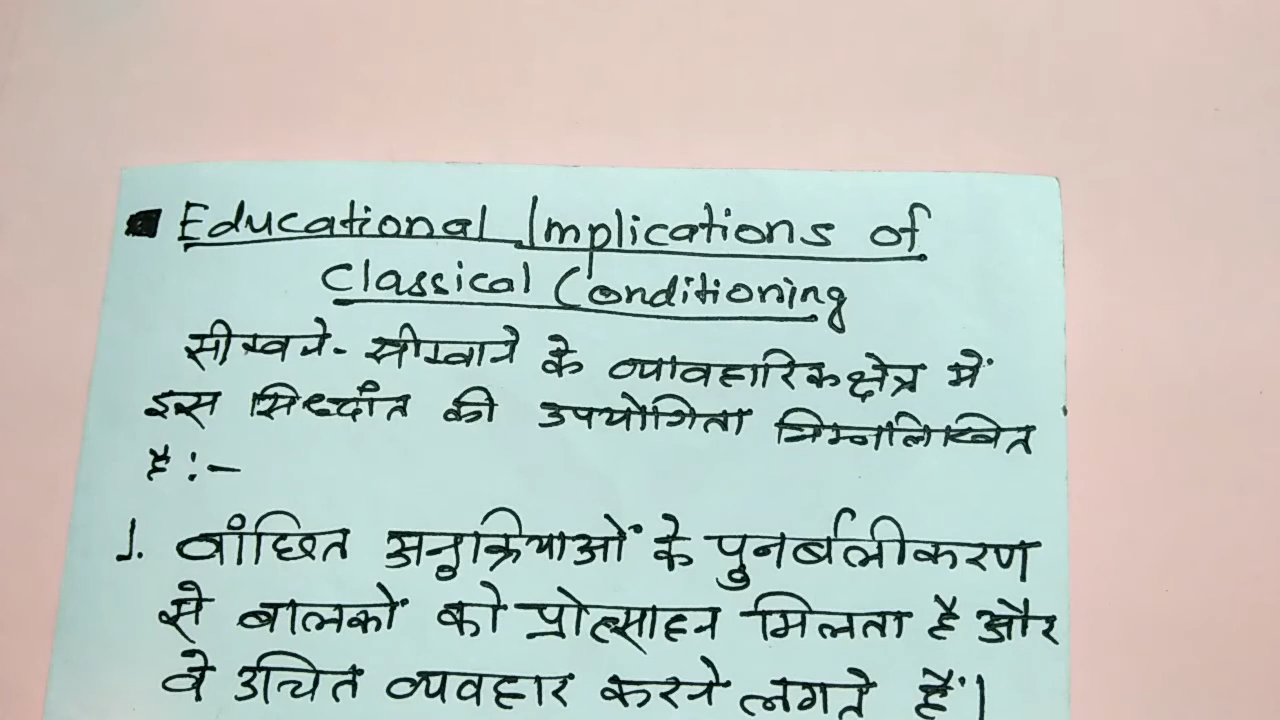 Educational Implications of
Classical Conditioning
सीखने - सीखाने के व्यावहारिक क्षेत्र में
इस सिध्दांत की उपयोगिता निम्नलिखित
है :-
1. वांछित अनुक्रियाओं के पुनर्बलीकरण
से बालकों को प्रोत्साहन मिलता है और
वे उचित व्यवहार करने लगते हैं।